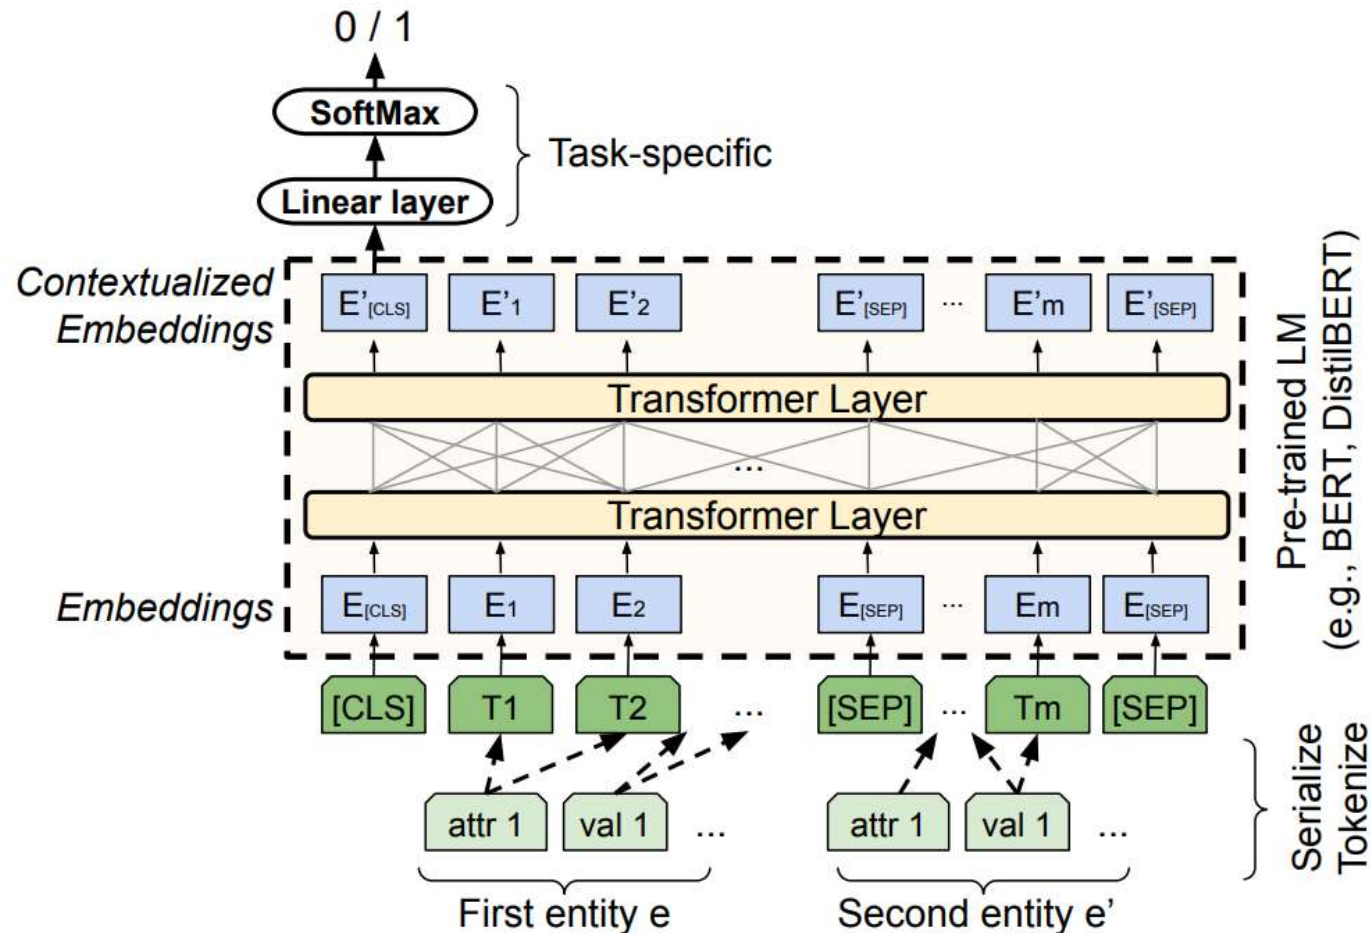 0 / 1
SoftMax
Task-specific
Linear layer
Contextualized
Embeddings
E'[CLS] E'1 E'2 E'[SEP] ... E'm E'[SEP]
Transformer Layer
...
Transformer Layer
Embeddings
E[CLS] E1 E2 E[SEP] ... Em E[SEP]
Pre-trained LM
(e.g., BERT, DistilBERT)
[CLS] T1 T2 ... [SEP] ... Tm [SEP]
attr 1 val 1 ... attr 1 val 1 ...
Serialize
Tokenize
First entity e Second entity e'